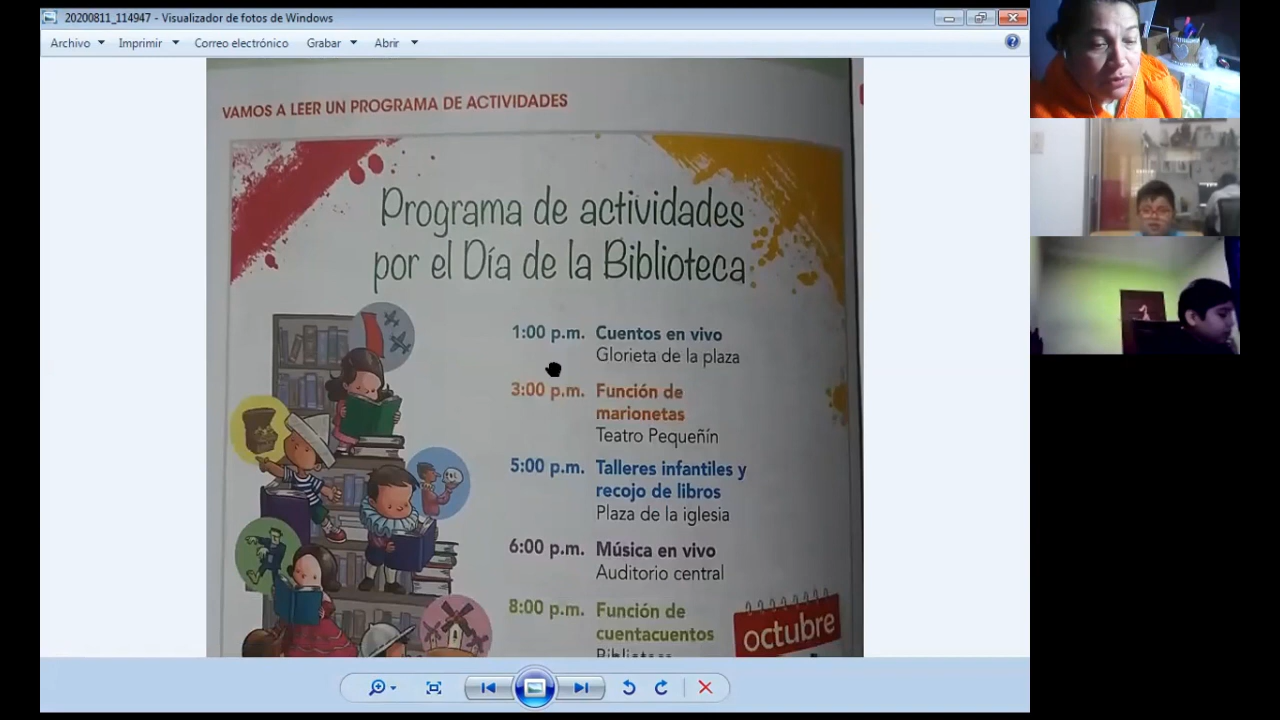 20200811_114947 - Visualizador de fotos de Windows
Archivo Imprimir Correo electrónico Grabar Abrir
VAMOS A LEER UN PROGRAMA DE ACTIVIDADES
Programa de actividades
por el Día de la Biblioteca
1:00 p.m. Cuentos en vivo
Glorieta de la plaza
3:00 p.m. Función de
marionetas
Teatro Pequeñín
5:00 p.m. Talleres infantiles y
recojo de libros
Plaza de la iglesia
6:00 p.m. Música en vivo
Auditorio central
8:00 p.m. Función de
cuentacuentos
Biblioteca
octubre